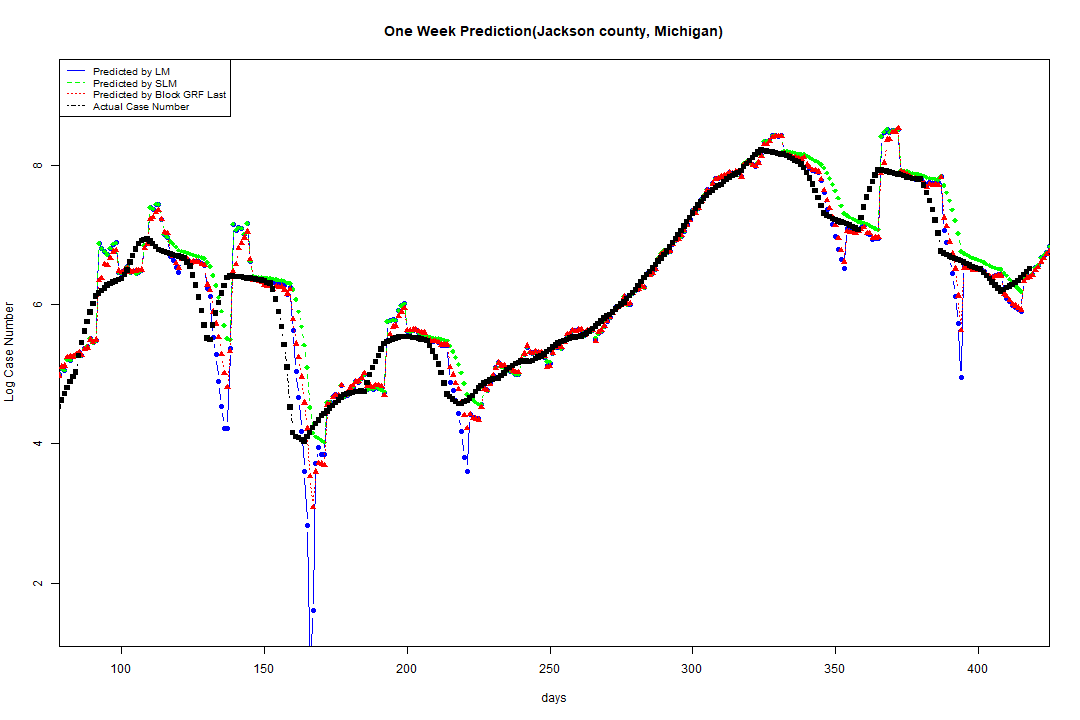 One Week Prediction(Jackson county, Michigan)
Predicted by LM
Predicted by SLM
Predicted by Block GRF Last
Actual Case Number
8
6
4
2
Log Case Number
100 150 200 250 300 350 400
days